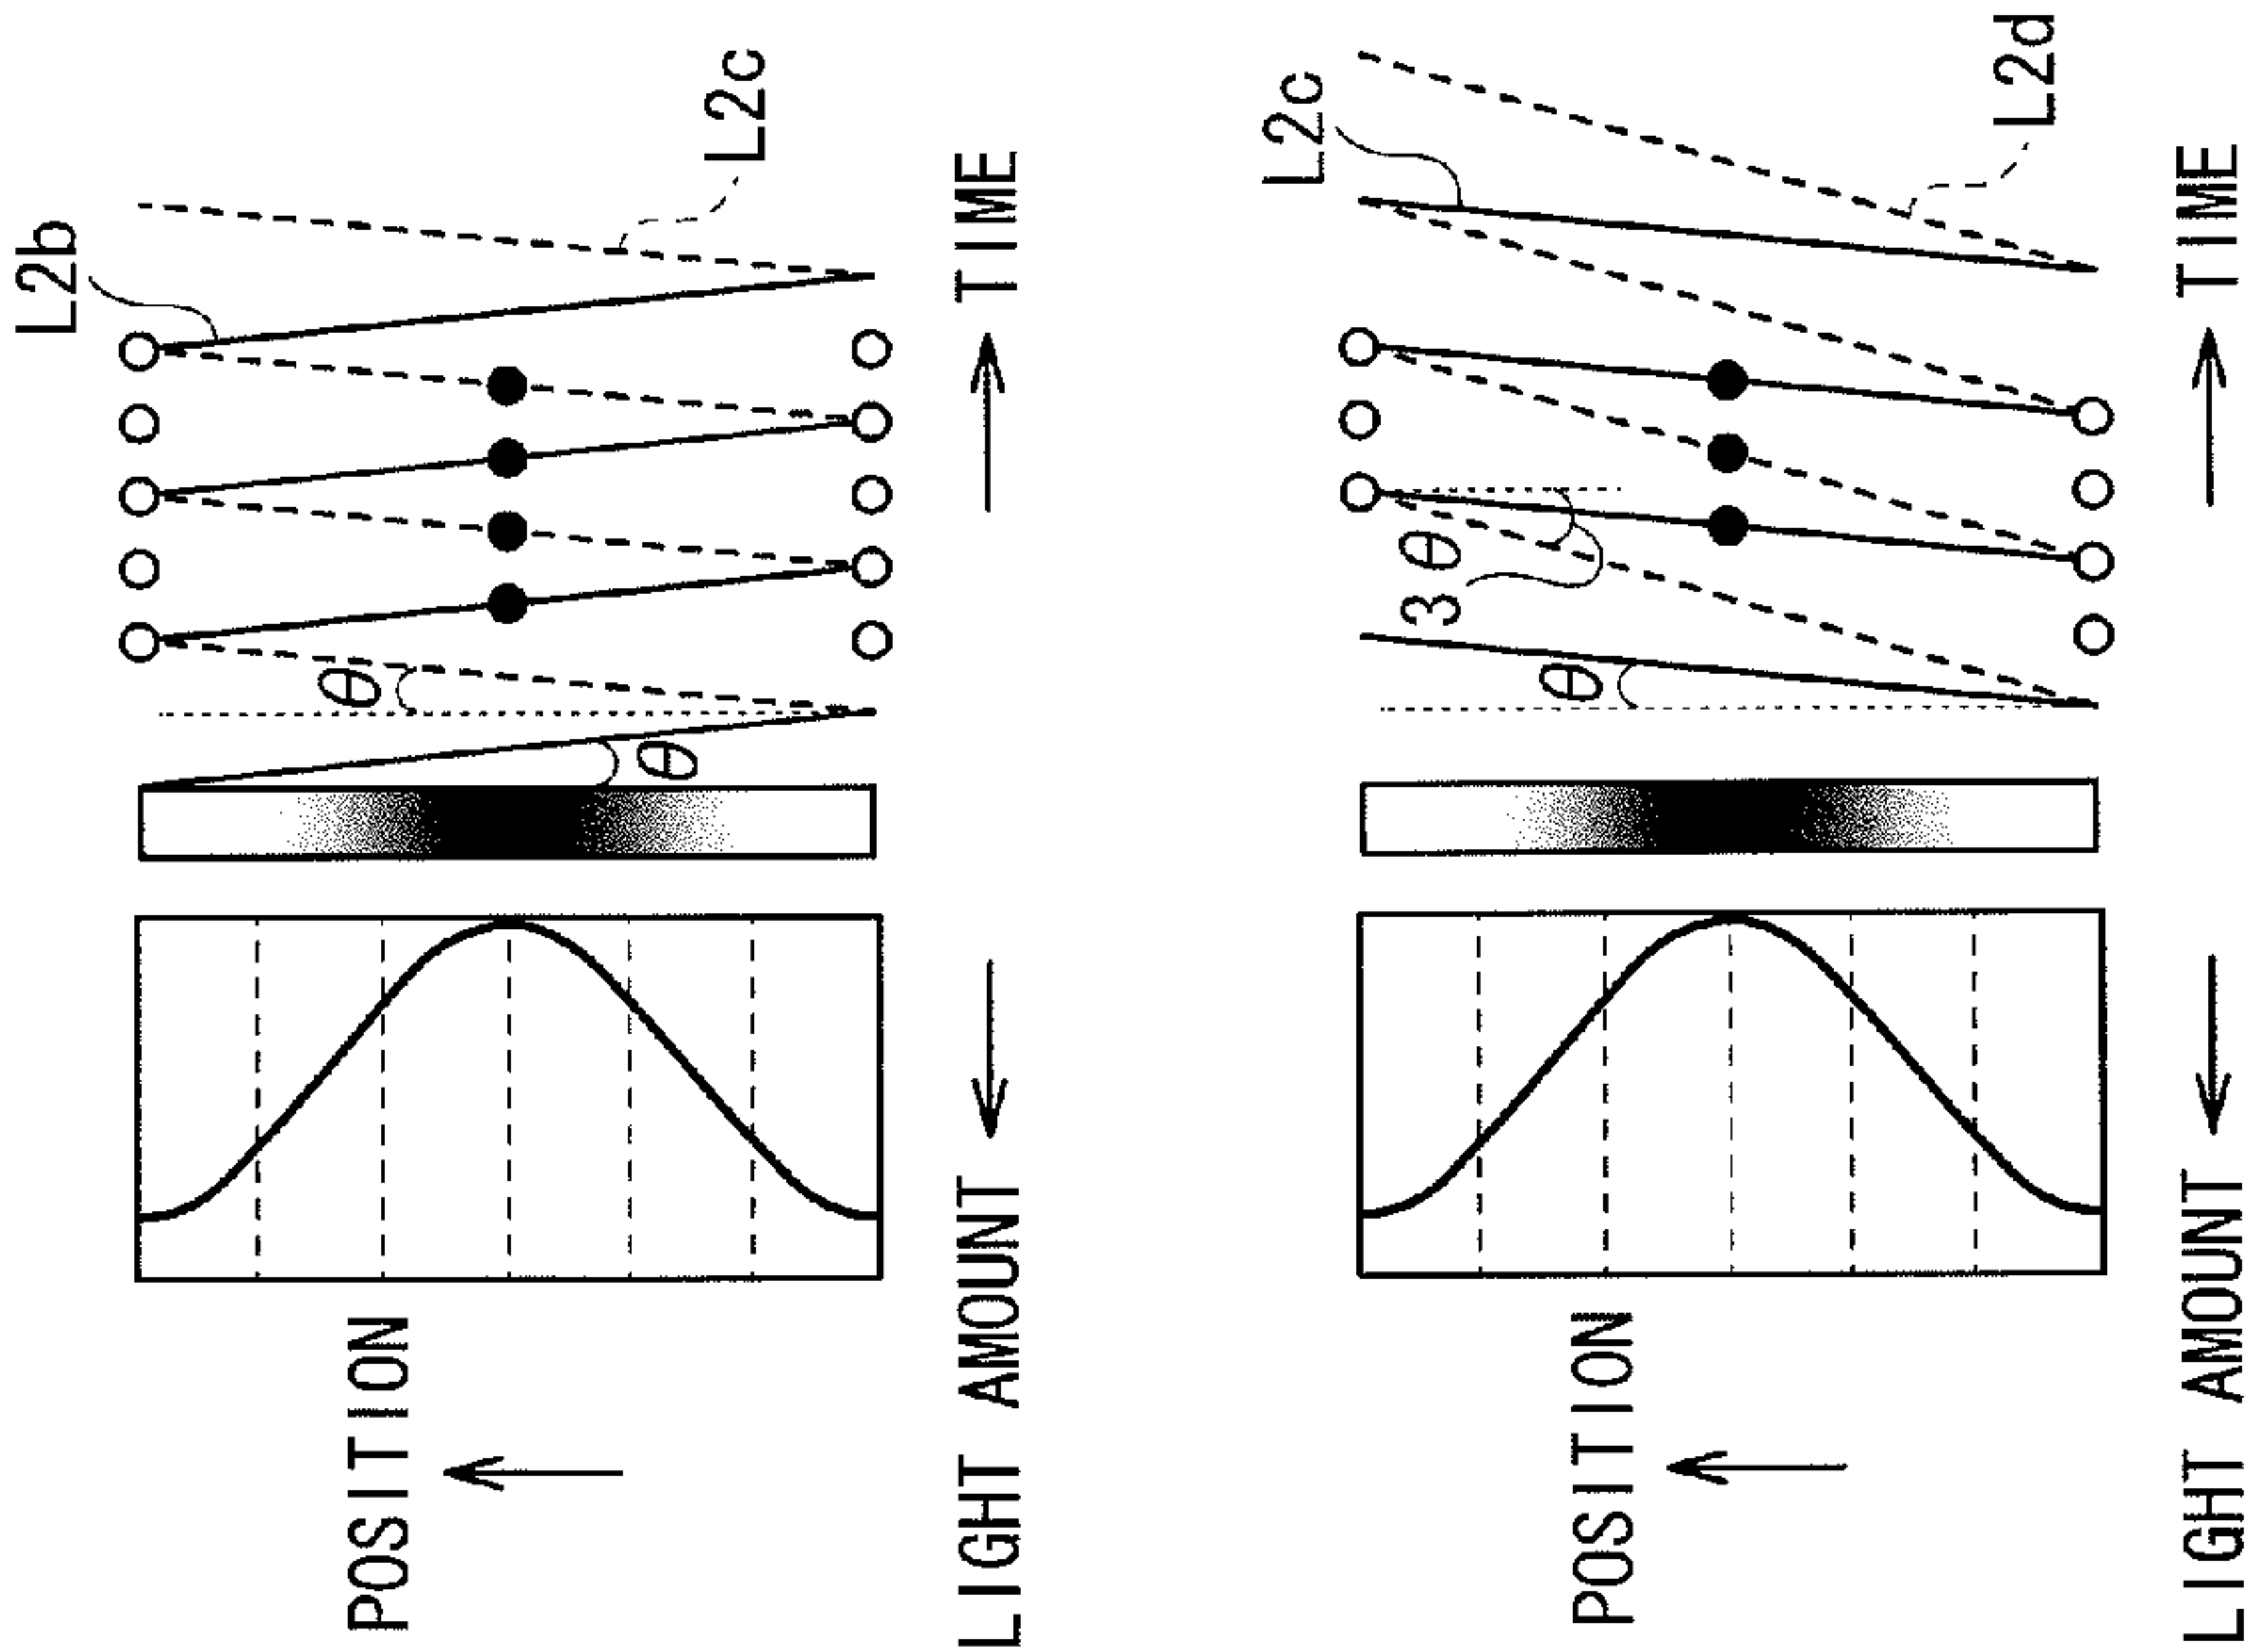 L2b
L2c
θ
θ
TIME
POSITION
LIGHT AMOUNT
L2c
L2d
3θ
θ
TIME
POSITION
LIGHT AMOUNT